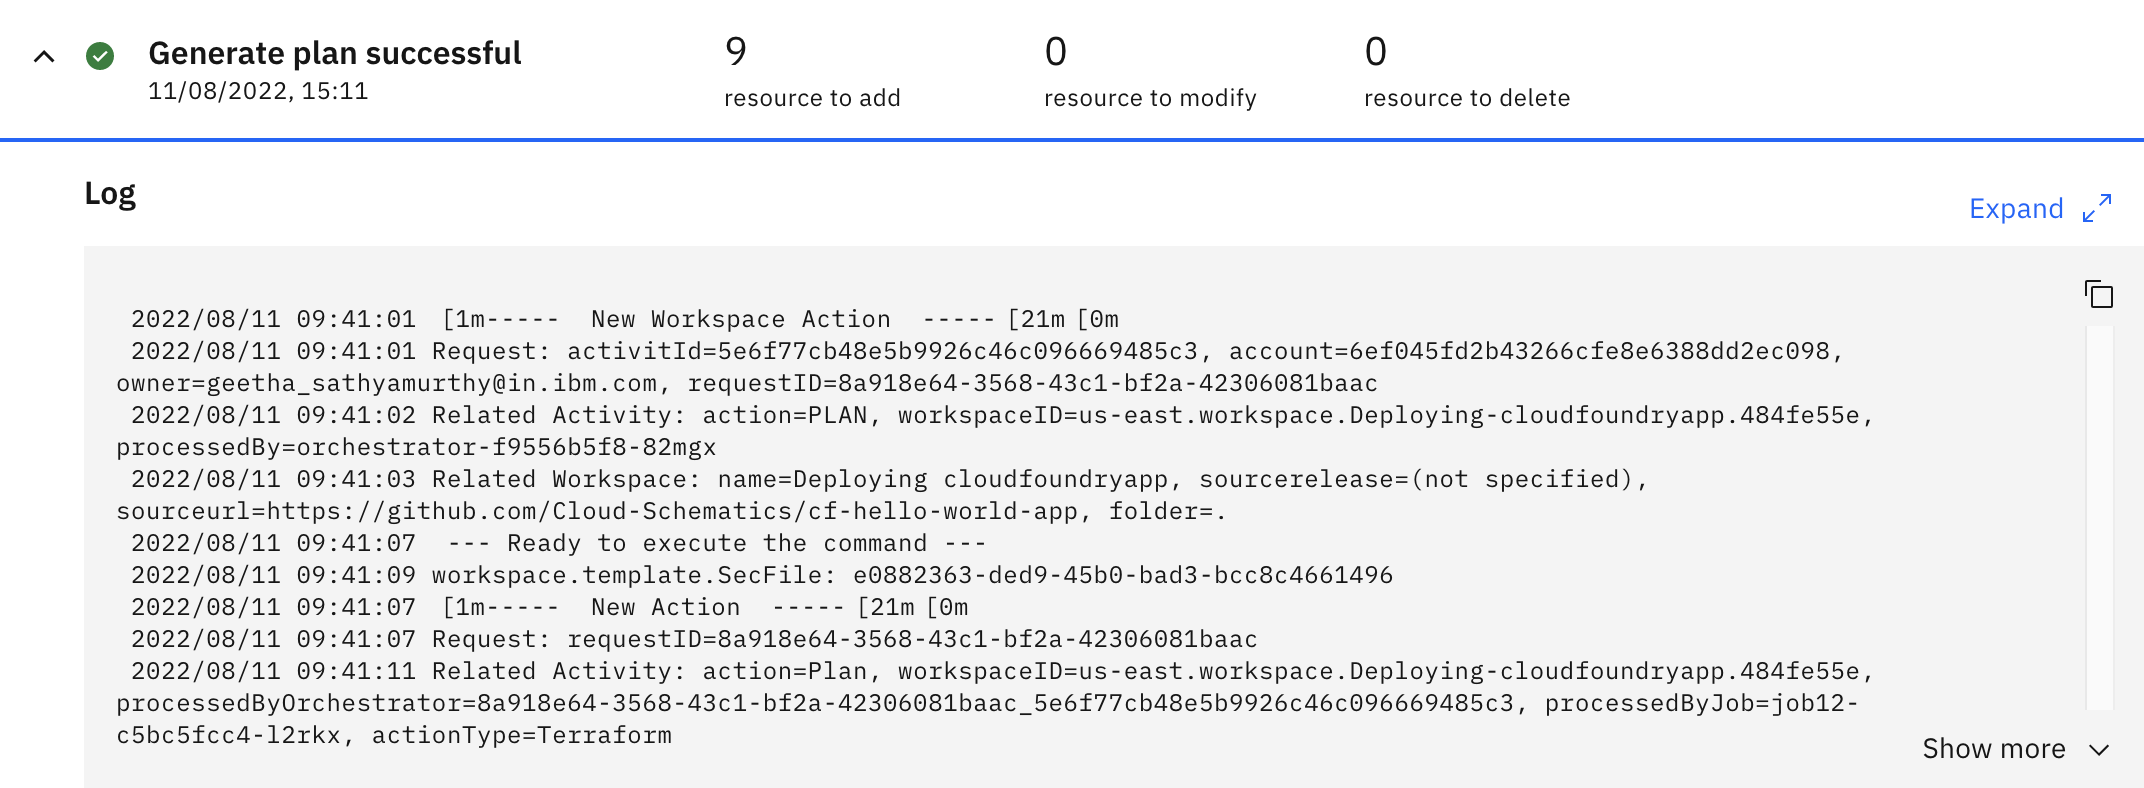 Generate plan successful
11/08/2022, 15:11
9
resource to add
0
resource to modify
0
resource to delete
Log
Expand
2022/08/11 09:41:01 [1m----- New Workspace Action -----[21m[0m
2022/08/11 09:41:01 Request: activitId=5e6f77cb48e5b9926c46c096669485c3, account=6ef045fd2b43266cfe8e6388dd2ec098,
owner=geetha_sathyamurthy@in.ibm.com, requestID=8a918e64-3568-43c1-bf2a-42306081baac
2022/08/11 09:41:02 Related Activity: action=PLAN, workspaceID=us-east.workspace.Deploying-cloudfoundryapp.484fe55e,
processedBy=orchestrator-f9556b5f8-82mgx
2022/08/11 09:41:03 Related Workspace: name=Deploying cloudfoundryapp, sourcerelease=(not specified),
sourceurl=https://github.com/Cloud-Schematics/cf-hello-world-app, folder=.
2022/08/11 09:41:07 --- Ready to execute the command ---
2022/08/11 09:41:09 workspace.template.SecFile: e0882363-ded9-45b0-bad3-bcc8c4661496
2022/08/11 09:41:07 [1m----- New Action -----[21m[0m
2022/08/11 09:41:07 Request: requestID=8a918e64-3568-43c1-bf2a-42306081baac
2022/08/11 09:41:11 Related Activity: action=Plan, workspaceID=us-east.workspace.Deploying-cloudfoundryapp.484fe55e,
processedByOrchestrator=8a918e64-3568-43c1-bf2a-42306081baac_5e6f77cb48e5b9926c46c096669485c3, processedByJob=job12-
c5bc5fcc4-l2rkx, actionType=Terraform
Show more